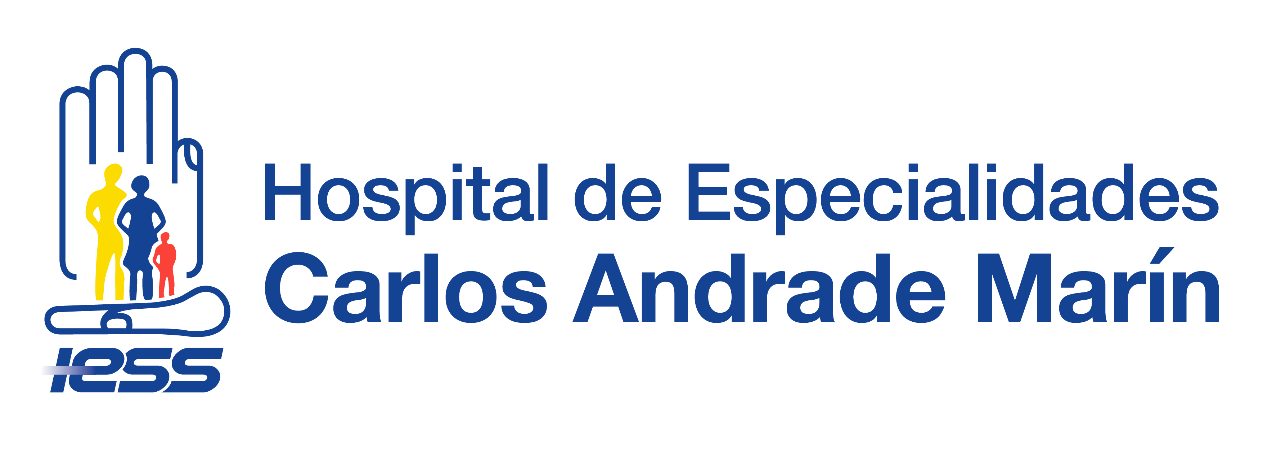 Hospital de Especialidades
Carlos Andrade Marín
IESS